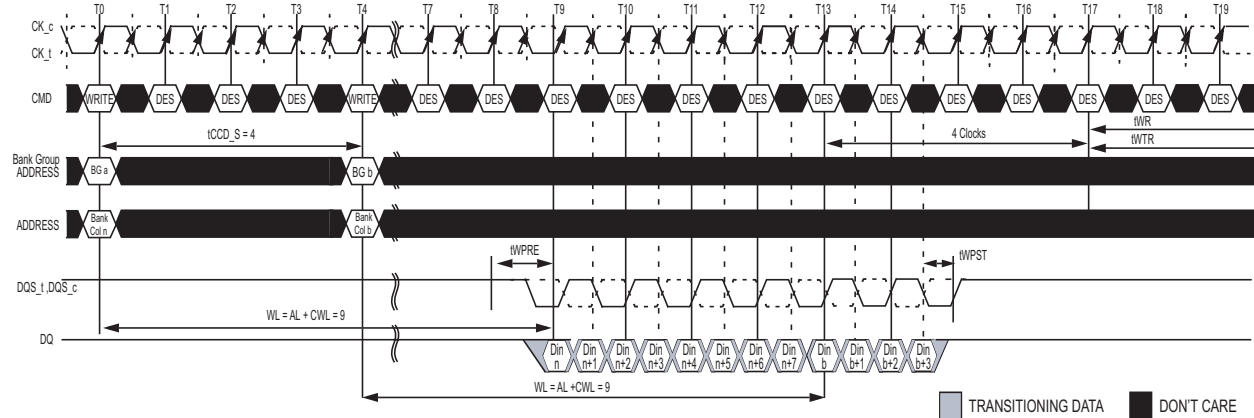 T0 T1 T2 T3 T4 T7 T8 T9 T10 T11 T12 T13 T14 T15 T16 T17 T18 T19
CK_c
CK_t
CMD WRITE DES DES DES WRITE DES DES DES DES DES DES DES DES DES DES DES DES DES
tCCD_S = 4
4 Clocks
tWR
tWTR
Bank Group
ADDRESS
BG a
BG b
ADDRESS
Bank
Col n
Bank
Col b
tWPRE
tWPST
DQS_t ,DQS_c
WL = AL + CWL = 9
DQ
Din n
Din n+1
Din n+2
Din n+3
Din n+4
Din n+5
Din n+6
Din n+7
Din b
Din b+1
Din b+2
Din b+3
WL = AL +CWL = 9
TRANSITIONING DATA
DON'T CARE